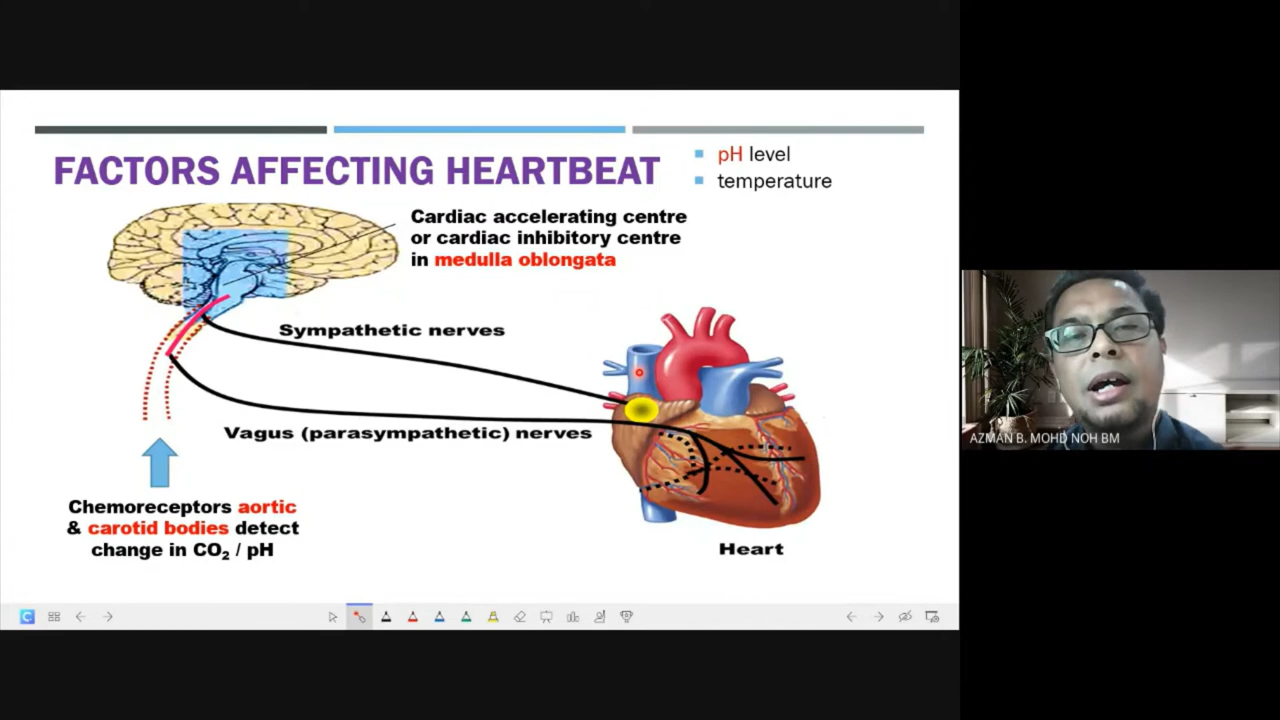 FACTORS AFFECTING HEARTBEAT
pH level
temperature
Cardiac accelerating centre
or cardiac inhibitory centre
in medulla oblongata
Sympathetic nerves
Vagus (parasympathetic) nerves
Chemoreceptors aortic
& carotid bodies detect
change in CO₂ / pH
Heart
AZMAN B. MOHD NOH BM
C